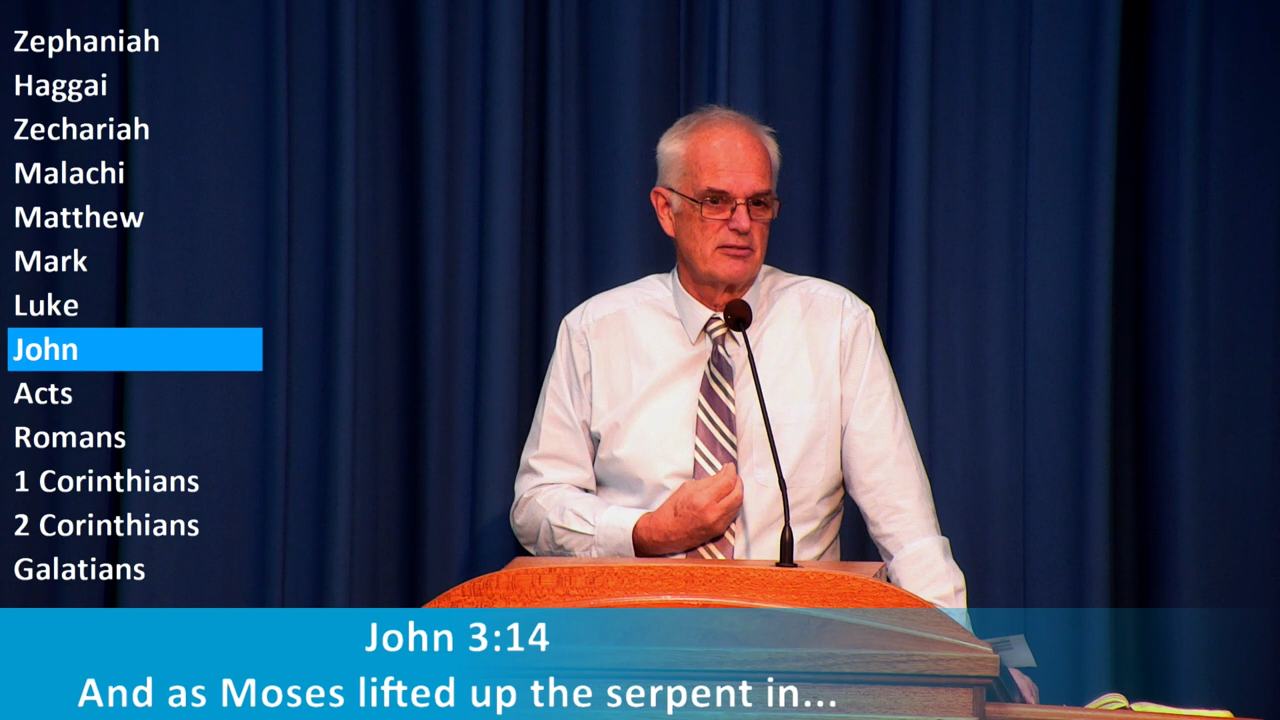 Zephaniah
Haggai
Zechariah
Malachi
Matthew
Mark
Luke
John
Acts
Romans
1 Corinthians
2 Corinthians
Galatians
John 3:14
And as Moses lifted up the serpent in...